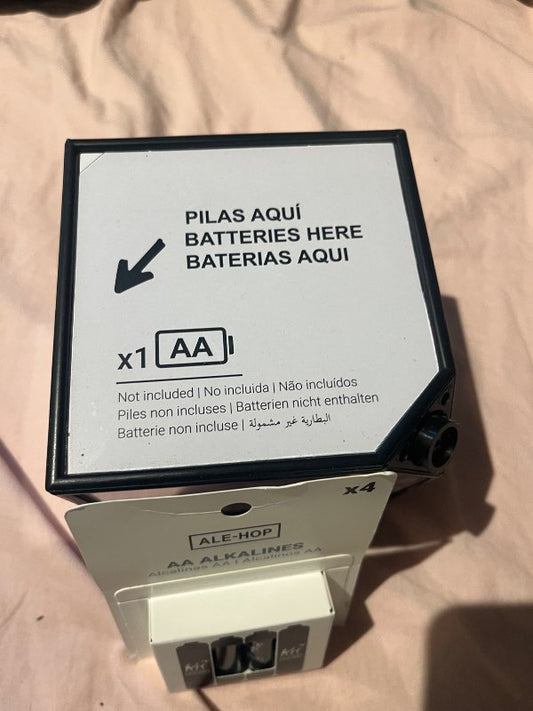 PILAS AQUÍ
BATTERIES HERE
BATERIAS AQUI
x1 AA
Not included | No incluida | Não incluídos
Piles non incluses | Batterien nicht enthalten
Batterie non incluse | البطارية غير مشمولة
x4
ALE-HOP
AA ALKALINES
Alcalinas AA | Alcalinas AA